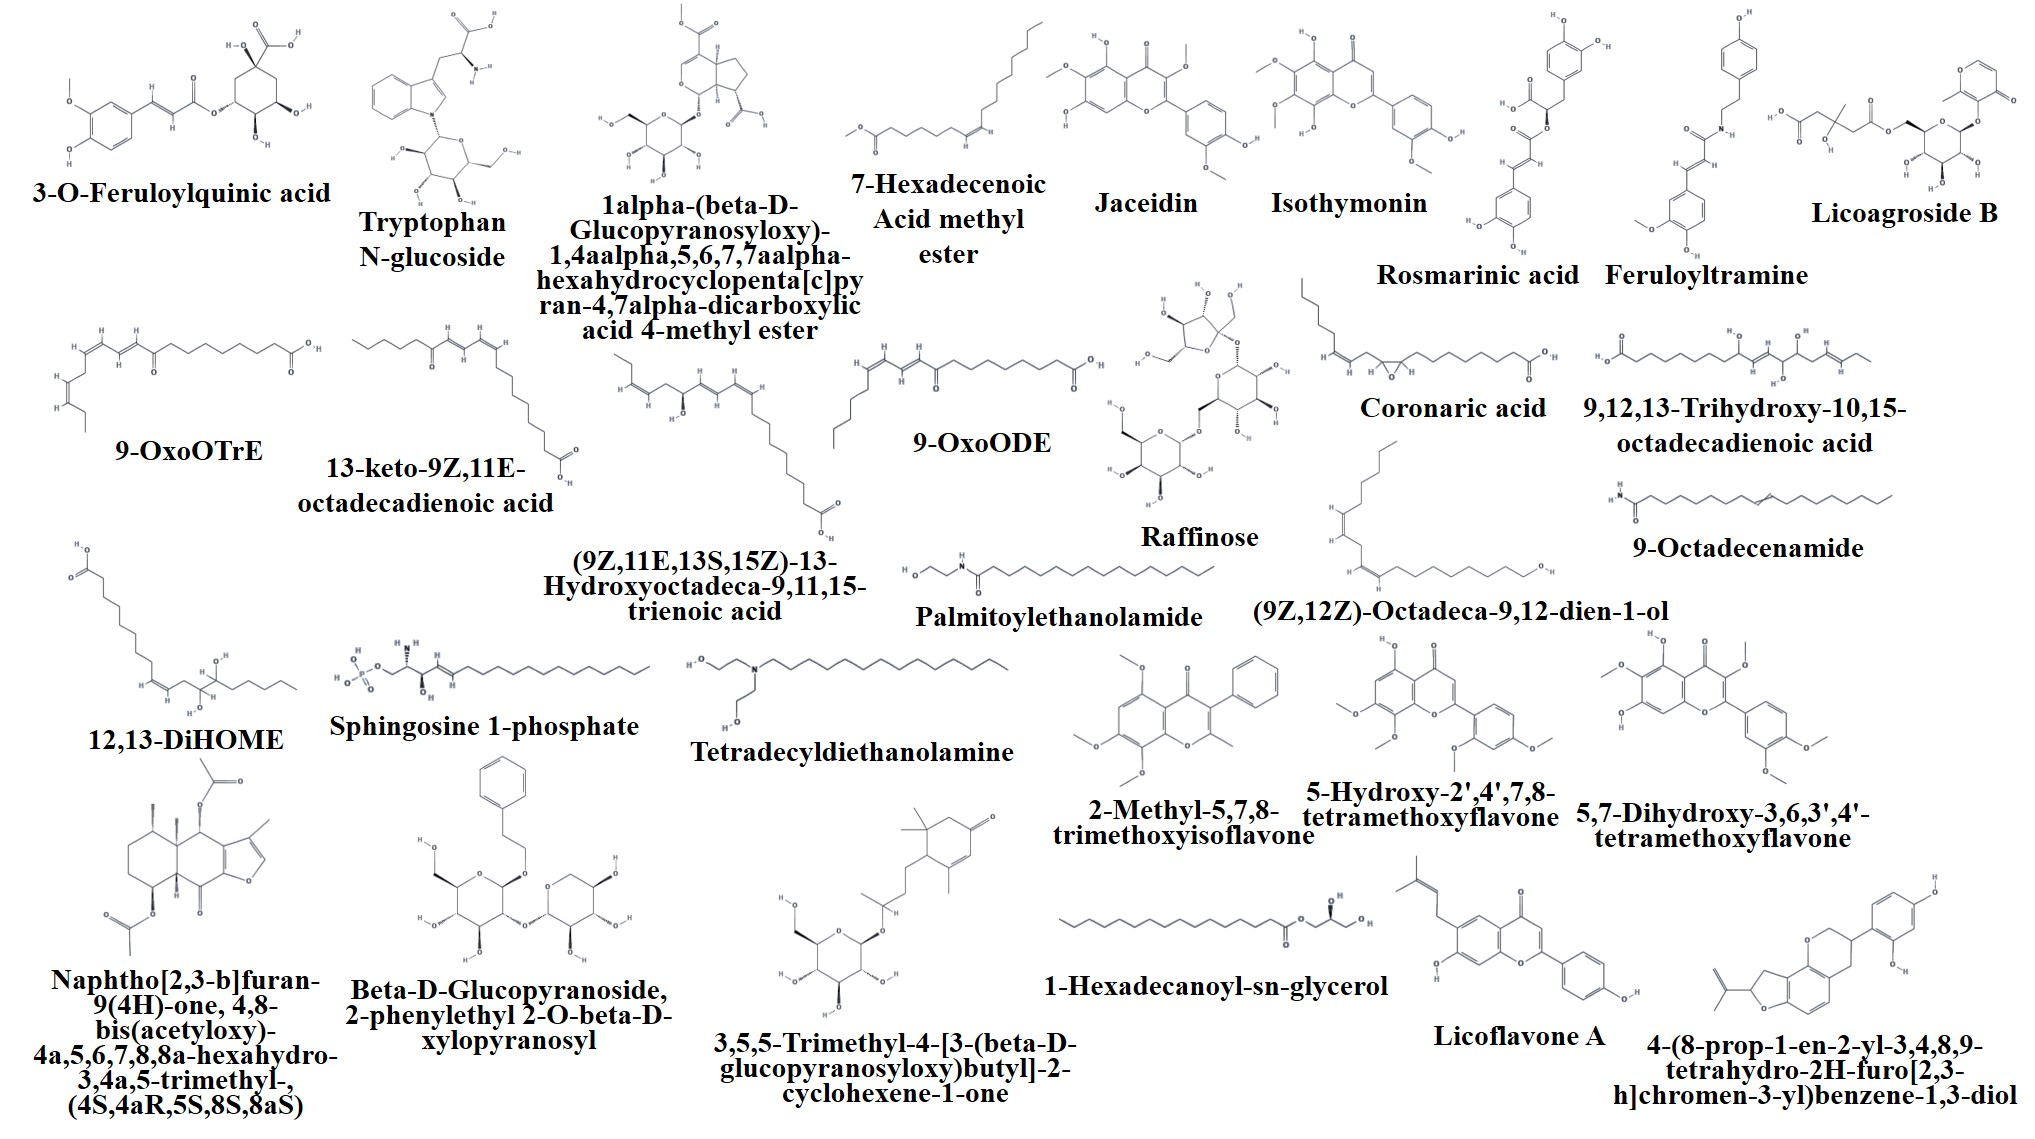 3-O-Feruloylquinic acid
Tryptophan
N-glucoside
1alpha-(beta-D-
Glucopyranosyloxy)-
1,4aalpha,5,6,7,7aalpha-
hexahydrocyclopenta[c]py
ran-4,7alpha-dicarboxylic
acid 4-methyl ester
7-Hexadecenoic
Acid methyl
ester
Jaceidin
Isothymonin
Rosmarinic acid
Feruloyltramine
Licoagroside B
9-OxoOTrE
13-keto-9Z,11E-
octadecadienoic acid
(9Z,11E,13S,15Z)-13-
Hydroxyoctadeca-9,11,15-
trienoic acid
9-OxoODE
Raffinose
Coronaric acid
9,12,13-Trihydroxy-10,15-
octadecadienoic acid
9-Octadecenamide
Palmitoylethanolamide
(9Z,12Z)-Octadeca-9,12-dien-1-ol
12,13-DiHOME
Sphingosine 1-phosphate
Tetradecyldiethanolamine
2-Methyl-5,7,8-
trimethoxyisoflavone
5-Hydroxy-2',4',7,8-
tetramethoxyflavone
5,7-Dihydroxy-3,6,3',4'-
tetramethoxyflavone
Naphtho[2,3-b]furan-
9(4H)-one, 4,8-
bis(acetyloxy)-
4a,5,6,7,8,8a-hexahydro-
3,4a,5-trimethyl-,
(4S,4aR,5S,8S,8aS)
Beta-D-Glucopyranoside,
2-phenylethyl 2-O-beta-D-
xylopyranosyl
3,5,5-Trimethyl-4-[3-(beta-D-
glucopyranosyloxy)butyl]-2-
cyclohexene-1-one
1-Hexadecanoyl-sn-glycerol
Licoflavone A
4-(8-prop-1-en-2-yl-3,4,8,9-
tetrahydro-2H-furo[2,3-
h]chromen-3-yl)benzene-1,3-diol